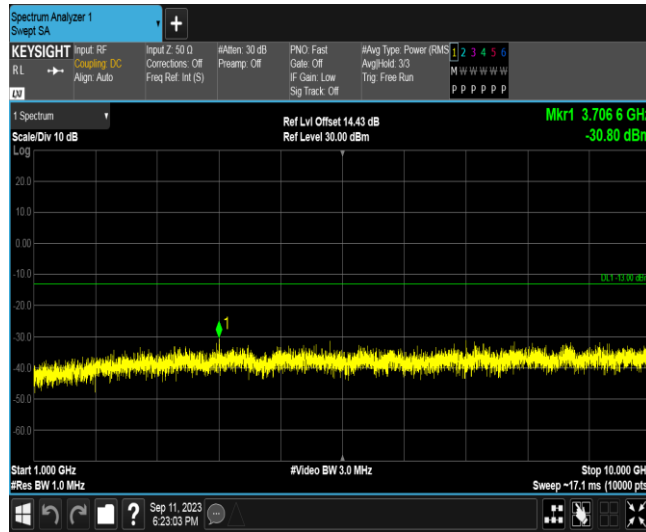 Spectrum Analyzer 1
Swept SA
+
KEYSIGHT
RL
LXI
Input: RF
Coupling: DC
Align: Auto
Input Z: 50 Ω
Corrections: Off
Freq Ref: Int (S)
#Atten: 30 dB
Preamp: Off
PNO: Fast
Gate: Off
IF Gain: Low
Sig Track: Off
#Avg Type: Power (RMS
Avg|Hold: 3/3
Trig: Free Run
1 2 3 4 5 6
M W W W W W
P P P P P P
1 Spectrum
Scale/Div 10 dB
Log
Ref Lvl Offset 14.43 dB
Ref Level 30.00 dBm
Mkr1 3.706 6 GHz
-30.80 dBm
20.0
10.0
0.00
-10.0
DL1 -13.00 dBm
-20.0
-30.0
1
-40.0
-50.0
-60.0
Start 1.000 GHz
#Res BW 1.0 MHz
#Video BW 3.0 MHz
Stop 10.000 GH
Sweep ~17.1 ms (10000 pts
?
Sep 11, 2023
6:23:03 PM